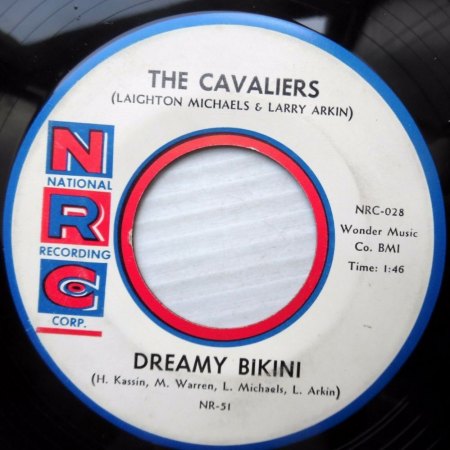 THE CAVALIERS
(LAIGHTON MICHAELS & LARRY ARKIN)
N
NATIONAL
R
RECORDING
C
CORP.
NRC-028
Wonder Music
Co. BMI
Time: 1:46
DREAMY BIKINI
(H. Kassin, M. Warren, L. Michaels, L. Arkin)
NR-51